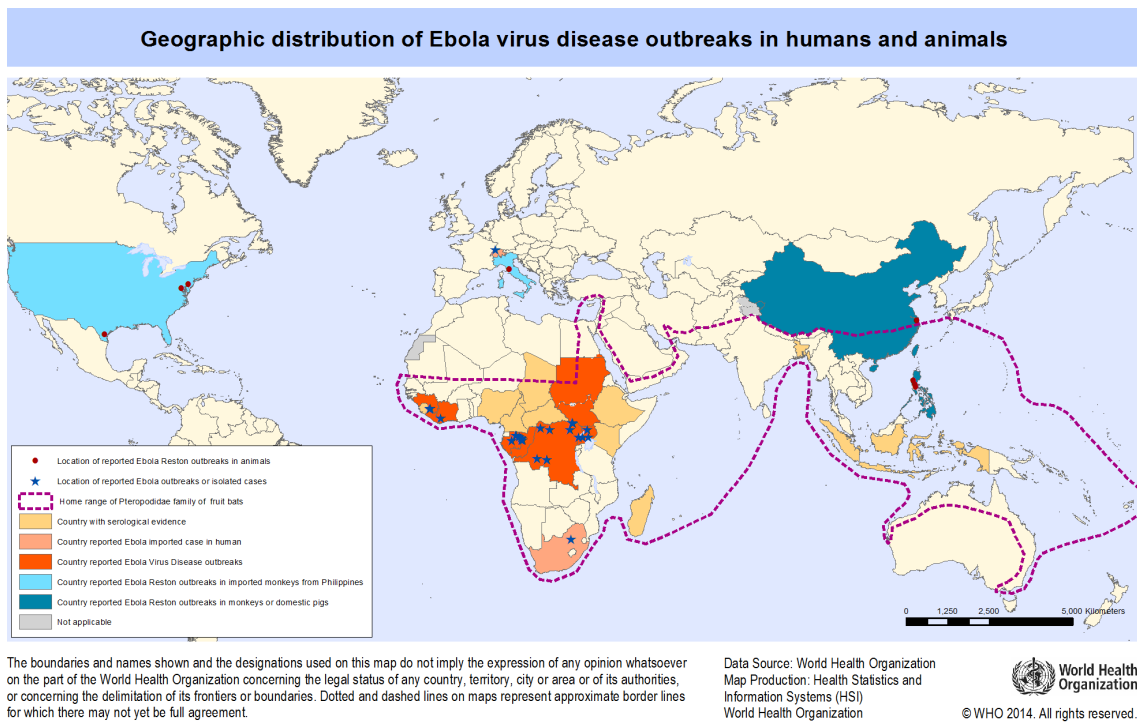 Geographic distribution of Ebola virus disease outbreaks in humans and animals
Location of reported Ebola Reston outbreaks in animals
Location of reported Ebola outbreaks or isolated cases
Home range of Pteropodidae family of fruit bats
Country with serological evidence
Country reported Ebola imported case in human
Country reported Ebola Virus Disease outbreaks
Country reported Ebola Reston outbreaks in imported monkeys from Philippines
Country reported Ebola Reston outbreaks in monkeys or domestic pigs
Not applicable
0 1,250 2,500 5,000 Kilometers
The boundaries and names shown and the designations used on this map do not imply the expression of any opinion whatsoever
on the part of the World Health Organization concerning the legal status of any country, territory, city or area or of its authorities,
or concerning the delimitation of its frontiers or boundaries. Dotted and dashed lines on maps represent approximate border lines
for which there may not yet be full agreement.
Data Source: World Health Organization
Map Production: Health Statistics and
Information Systems (HSI)
World Health Organization
World Health
Organization
© WHO 2014. All rights reserved.